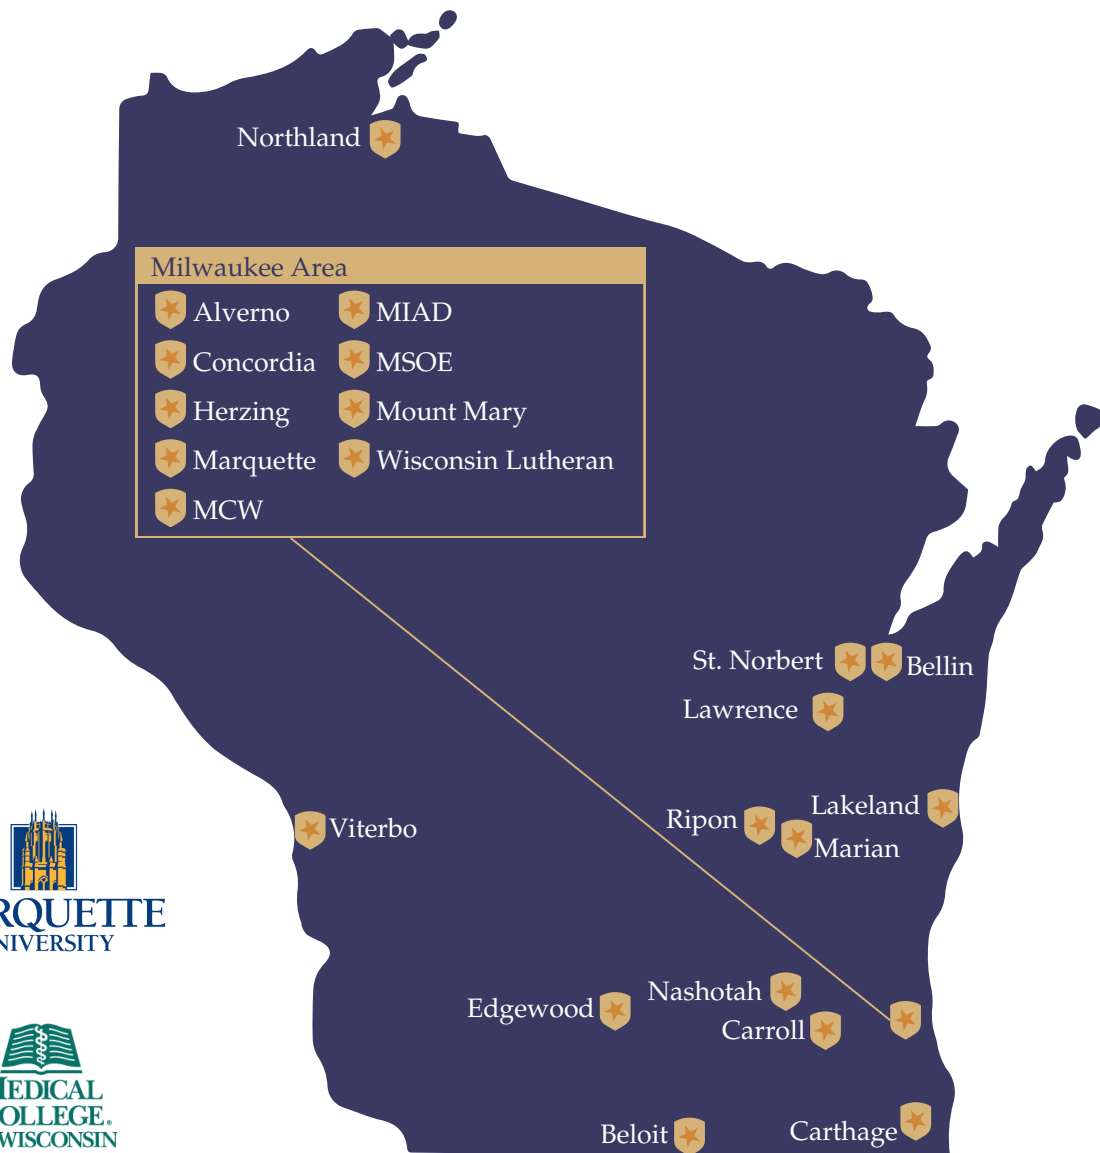 Northland
Milwaukee Area
Alverno
Concordia
Herzing
Marquette
MCW
MIAD
MSOE
Mount Mary
Wisconsin Lutheran
St. Norbert
Bellin
Lawrence
Lakeland
Ripon
Marian
Viterbo
Nashotah
Edgewood
Carroll
Beloit
Carthage
RQUETTE
NIVERSITY
MEDICAL
OLLEGE
WISCONSIN